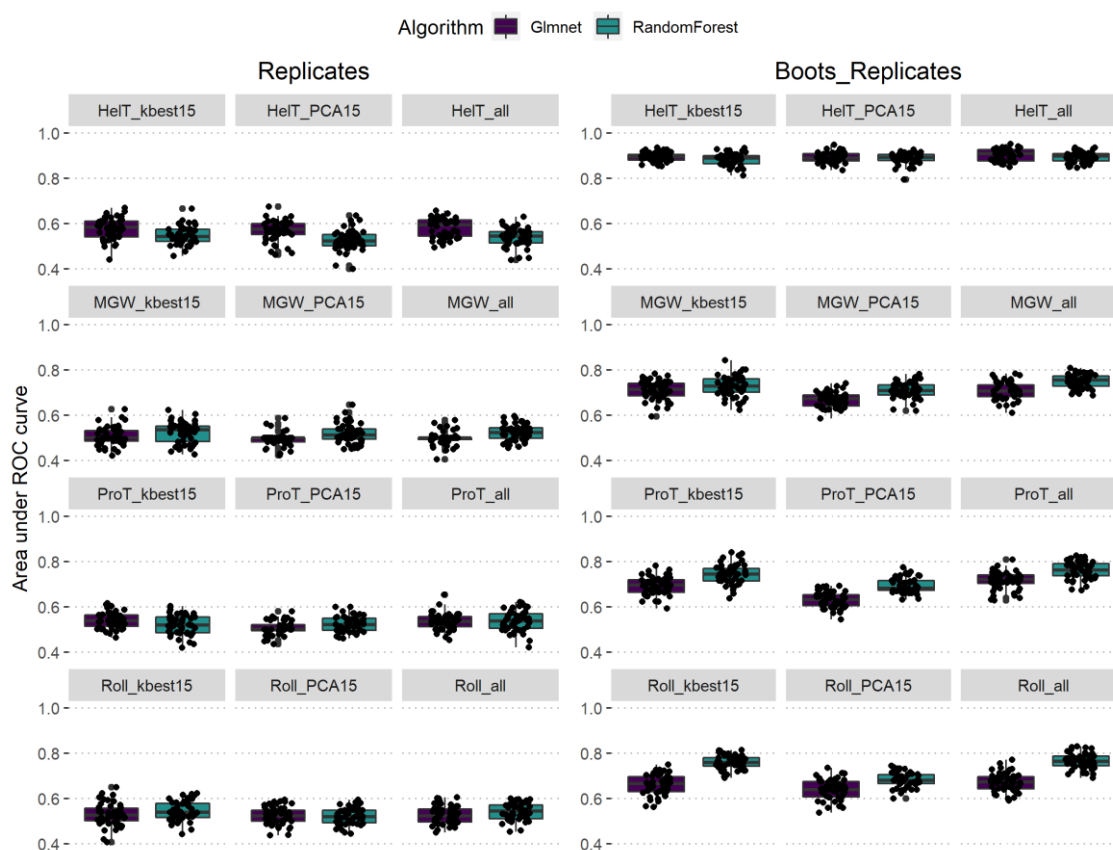 Algorithm Glmnet RandomForest
Replicates Boots_Replicates
HelT_kbest15 HelT_PCA15 HelT_all HelT_kbest15 HelT_PCA15 HelT_all
1.0 1.0
0.8 0.8
0.6 0.6
0.4 0.4
MGW_kbest15 MGW_PCA15 MGW_all MGW_kbest15 MGW_PCA15 MGW_all
1.0 1.0
0.8 0.8
0.6 0.6
0.4 0.4
Area under ROC curve
ProT_kbest15 ProT_PCA15 ProT_all ProT_kbest15 ProT_PCA15 ProT_all
1.0 1.0
0.8 0.8
0.6 0.6
0.4 0.4
Roll_kbest15 Roll_PCA15 Roll_all Roll_kbest15 Roll_PCA15 Roll_all
1.0 1.0
0.8 0.8
0.6 0.6
0.4 0.4